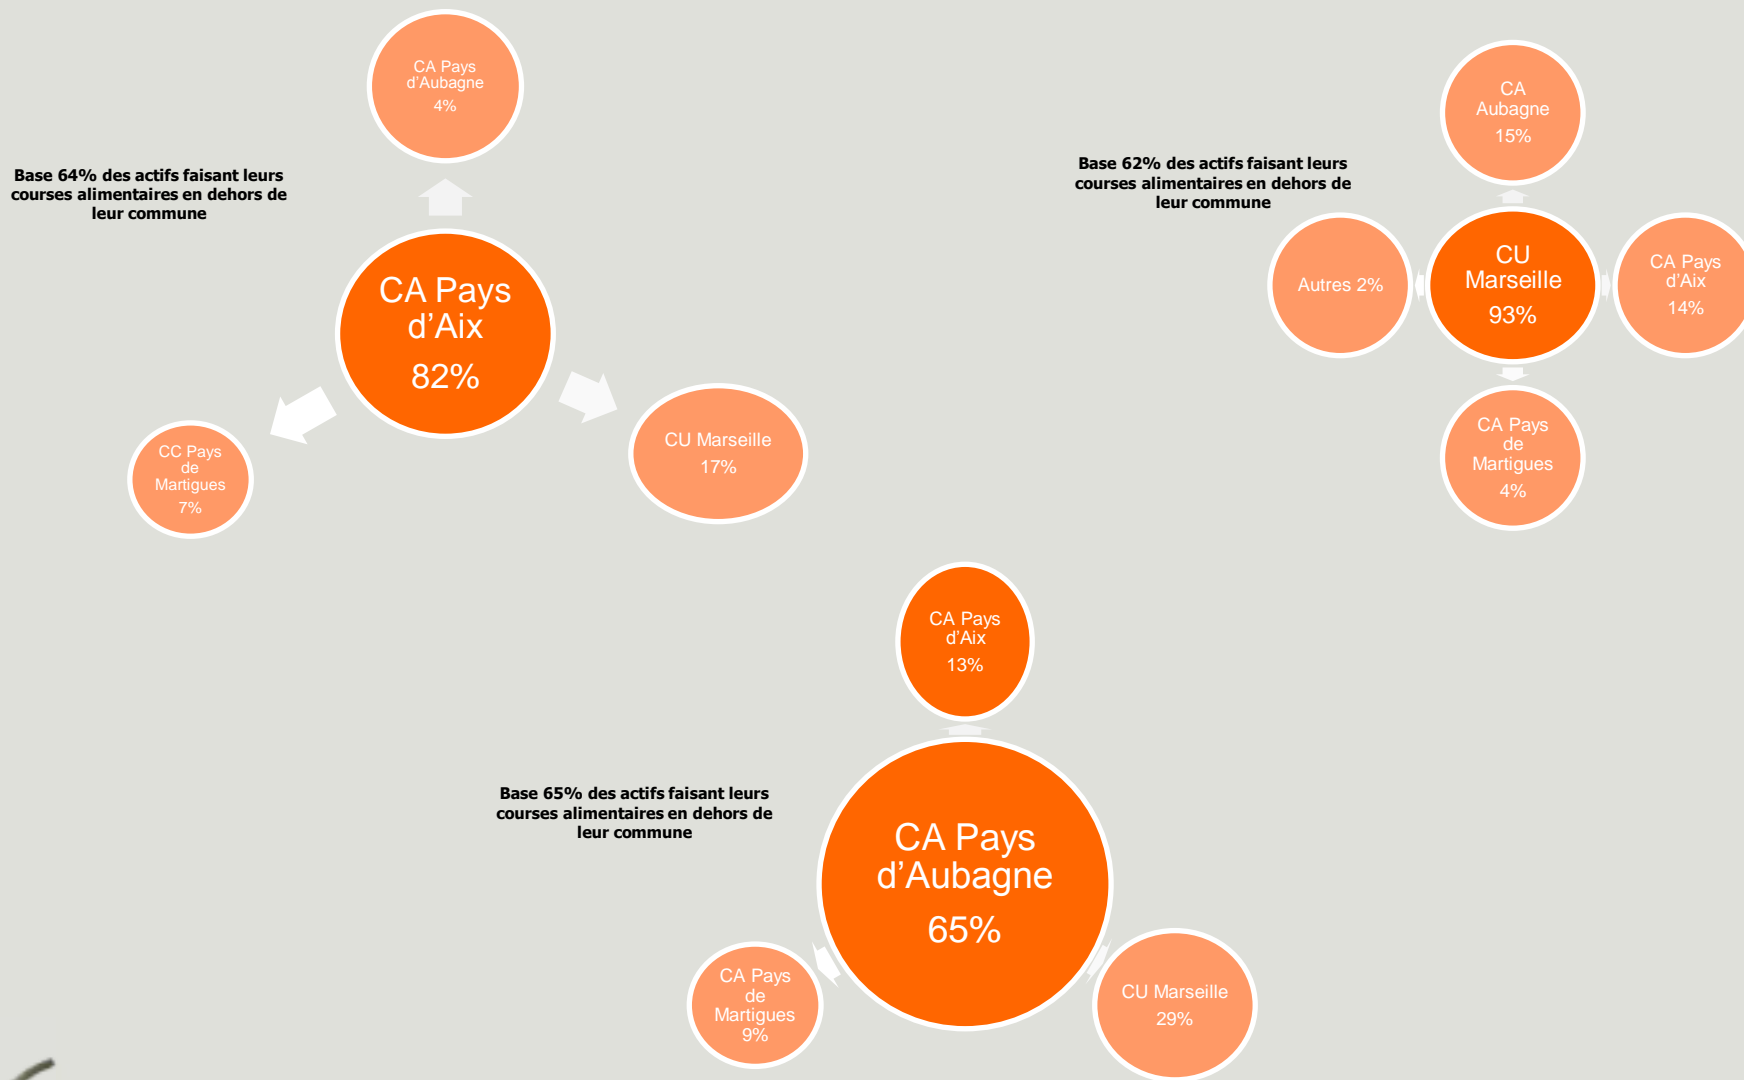 CA Pays
d’Aubagne
4%
Base 64% des actifs faisant leurs
courses alimentaires en dehors de
leur commune
CA Pays
d’Aix
82%
CC Pays
de
Martigues
7%
CU Marseille
17%
CA
Aubagne
15%
Base 62% des actifs faisant leurs
courses alimentaires en dehors de
leur commune
Autres 2%
CU
Marseille
93%
CA Pays
d’Aix
14%
CA Pays
de
Martigues
4%
CA Pays
d’Aix
13%
Base 65% des actifs faisant leurs
courses alimentaires en dehors de
leur commune
CA Pays
d’Aubagne
65%
CA Pays
de
Martigues
9%
CU Marseille
29%